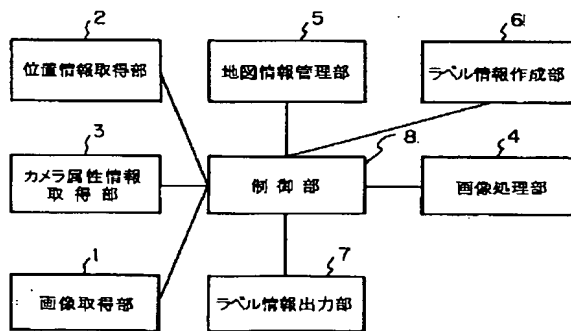 2
位置情報取得部
5
地図情報管理部
6
ラベル情報作成部
3
カメラ属性情報
取得部
8
制御部
4
画像処理部
1
画像取得部
7
ラベル情報出力部